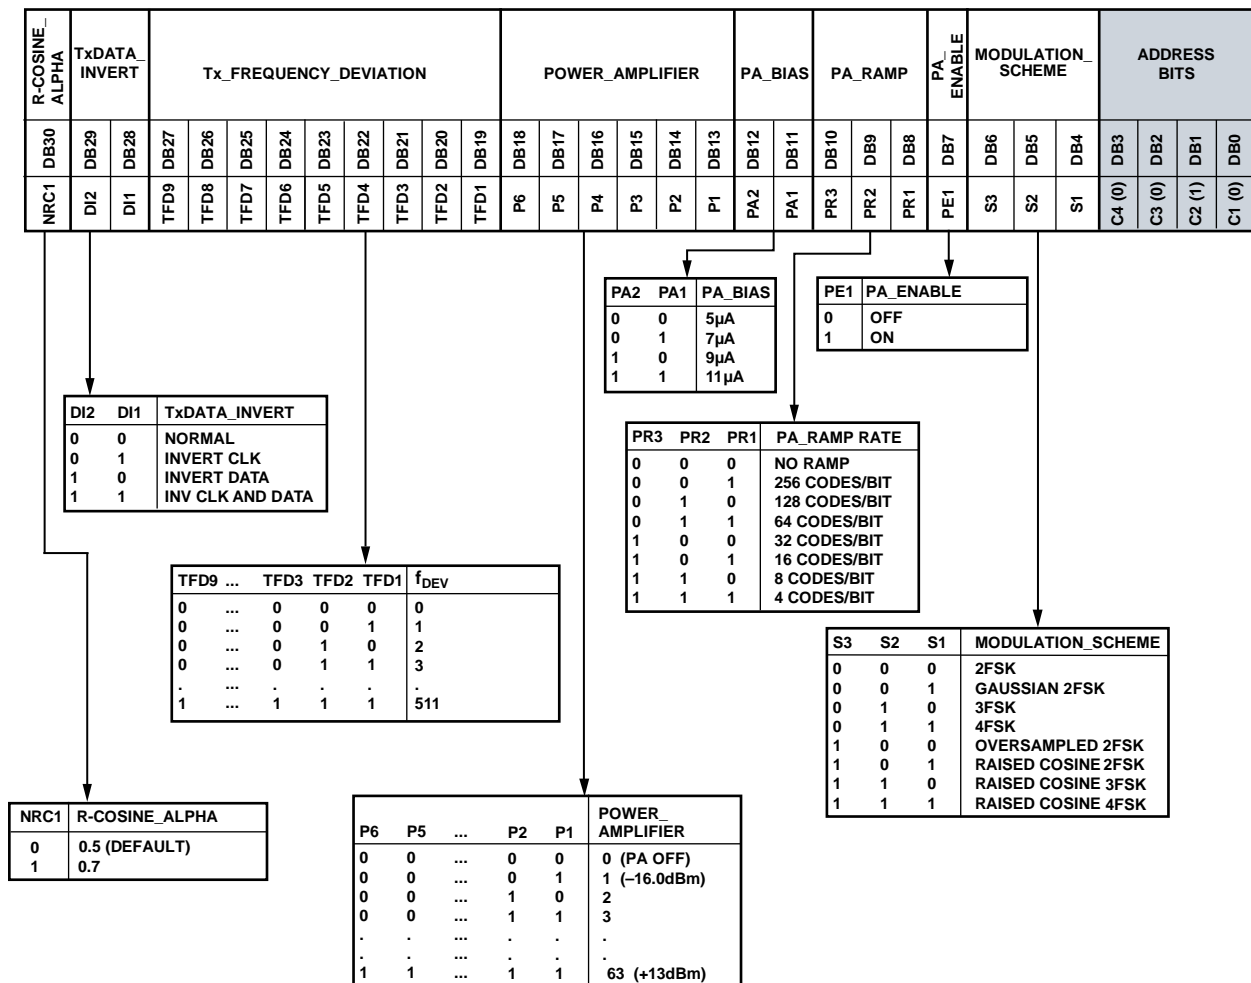 R-COSINE_ALPHA TxDATA_INVERT Tx_FREQUENCY_DEVIATION POWER_AMPLIFIER PA_BIAS PA_RAMP PA_ENABLE MODULATION_SCHEME ADDRESS BITS
DB30 DB29 DB28 DB27 DB26 DB25 DB24 DB23 DB22 DB21 DB20 DB19 DB18 DB17 DB16 DB15 DB14 DB13 DB12 DB11 DB10 DB9 DB8 DB7 DB6 DB5 DB4 DB3 DB2 DB1 DB0
NRC1 DI2 DI1 TFD9 TFD8 TFD7 TFD6 TFD5 TFD4 TFD3 TFD2 TFD1 P6 P5 P4 P3 P2 P1 PA2 PA1 PR3 PR2 PR1 PE1 S3 S2 S1 C4 (0) C3 (0) C2 (1) C1 (0)
PA2 PA1 PA_BIAS
0 0 5µA
0 1 7µA
1 0 9µA
1 1 11µA
PE1 PA_ENABLE
0 OFF
1 ON
DI2 DI1 TxDATA_INVERT
0 0 NORMAL
0 1 INVERT CLK
1 0 INVERT DATA
1 1 INV CLK AND DATA
PR3 PR2 PR1 PA_RAMP RATE
0 0 0 NO RAMP
0 0 1 256 CODES/BIT
0 1 0 128 CODES/BIT
0 1 1 64 CODES/BIT
1 0 0 32 CODES/BIT
1 0 1 16 CODES/BIT
1 1 0 8 CODES/BIT
1 1 1 4 CODES/BIT
TFD9 ... TFD3 TFD2 TFD1 fDEV
0 ... 0 0 0 0
0 ... 0 0 1 1
0 ... 0 1 0 2
0 ... 0 1 1 3
. ... . . . .
1 ... 1 1 1 511
S3 S2 S1 MODULATION_SCHEME
0 0 0 2FSK
0 0 1 GAUSSIAN 2FSK
0 1 0 3FSK
0 1 1 4FSK
1 0 0 OVERSAMPLED 2FSK
1 0 1 RAISED COSINE 2FSK
1 1 0 RAISED COSINE 3FSK
1 1 1 RAISED COSINE 4FSK
NRC1 R-COSINE_ALPHA
0 0.5 (DEFAULT)
1 0.7
P6 P5 ... P2 P1 POWER_AMPLIFIER
0 0 ... 0 0 0 (PA OFF)
0 0 ... 0 1 1 (–16.0dBm)
0 0 ... 1 0 2
0 0 ... 1 1 3
. . ... . . .
. . ... . . .
1 1 ... 1 1 63 (+13dBm)